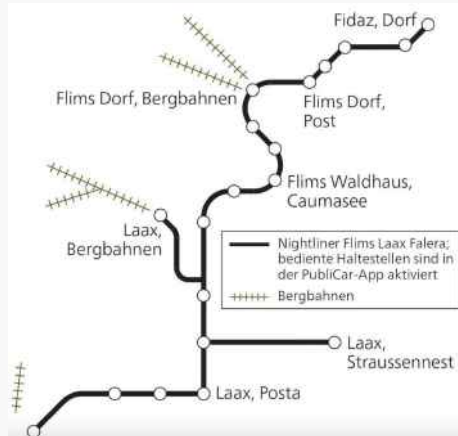 Fidaz, Dorf
Flims Dorf, Bergbahnen
Flims Dorf,
Post
Flims Waldhaus,
Caumasee
Laax,
Bergbahnen
Nightliner Flims Laax Falera;
bediente Haltestellen sind in
der PubliCar-App aktiviert
Bergbahnen
Laax,
Straussennest
Laax, Posta